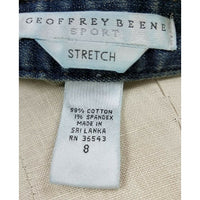 GEOFFREY BEENE
SPORT
STRETCH
99% COTTON
1% SPANDEX
MADE IN
SRI LANKA
RN 36543
8